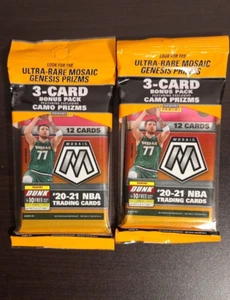 LOOK FOR THE
ULTRA-RARE MOSAIC
GENESIS PRIZMS
3-CARD
BONUS PACK
CAMO PRIZMS
12 CARDS
77
MOSAIC
M
DUNK
'20-21 NBA
TRADING CARDS
LOOK FOR THE
ULTRA-RARE MOSAIC
GENESIS PRIZMS
3-CARD
BONUS PACK
CAMO PRIZMS
12 CARDS
77
MOSAIC
M
DUNK
'20-21 NBA
TRADING CARDS